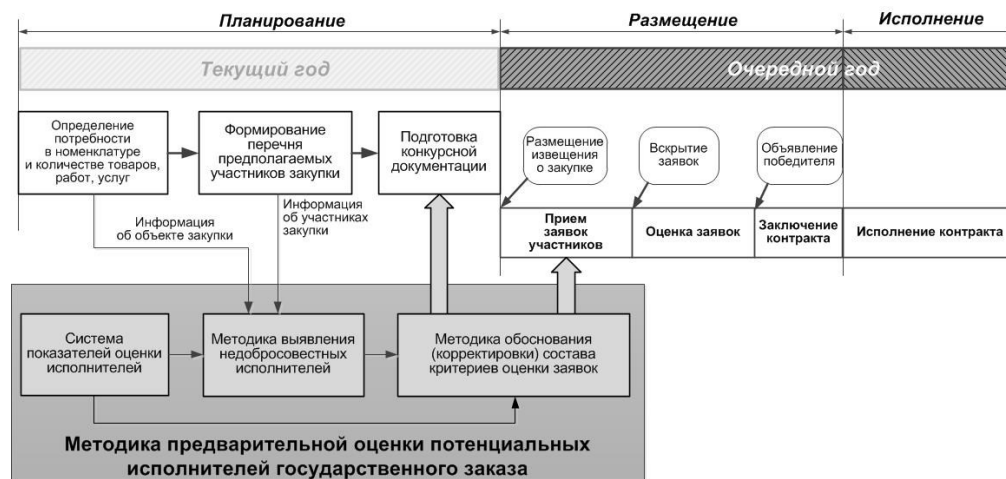 Планирование
Размещение
Исполнение
Текущий год
Очередной год
Определение
потребности
в номенклатуре
и количестве товаров,
работ, услуг
Формирование
перечня
предполагаемых
участников закупки
Подготовка
конкурсной
документации
Размещение
извещения
о закупке
Вскрытие
заявок
Объявление
победителя
Информация
об объекте закупки
Информация
об участниках
закупки
Прием
заявок
участников
Оценка заявок
Заключение
контракта
Исполнение контракта
Система
показателей оценки
исполнителей
Методика выявления
недобросовестных
исполнителей
Методика обоснования
(корректировки) состава
критериев оценки заявок
Методика предварительной оценки потенциальных
исполнителей государственного заказа